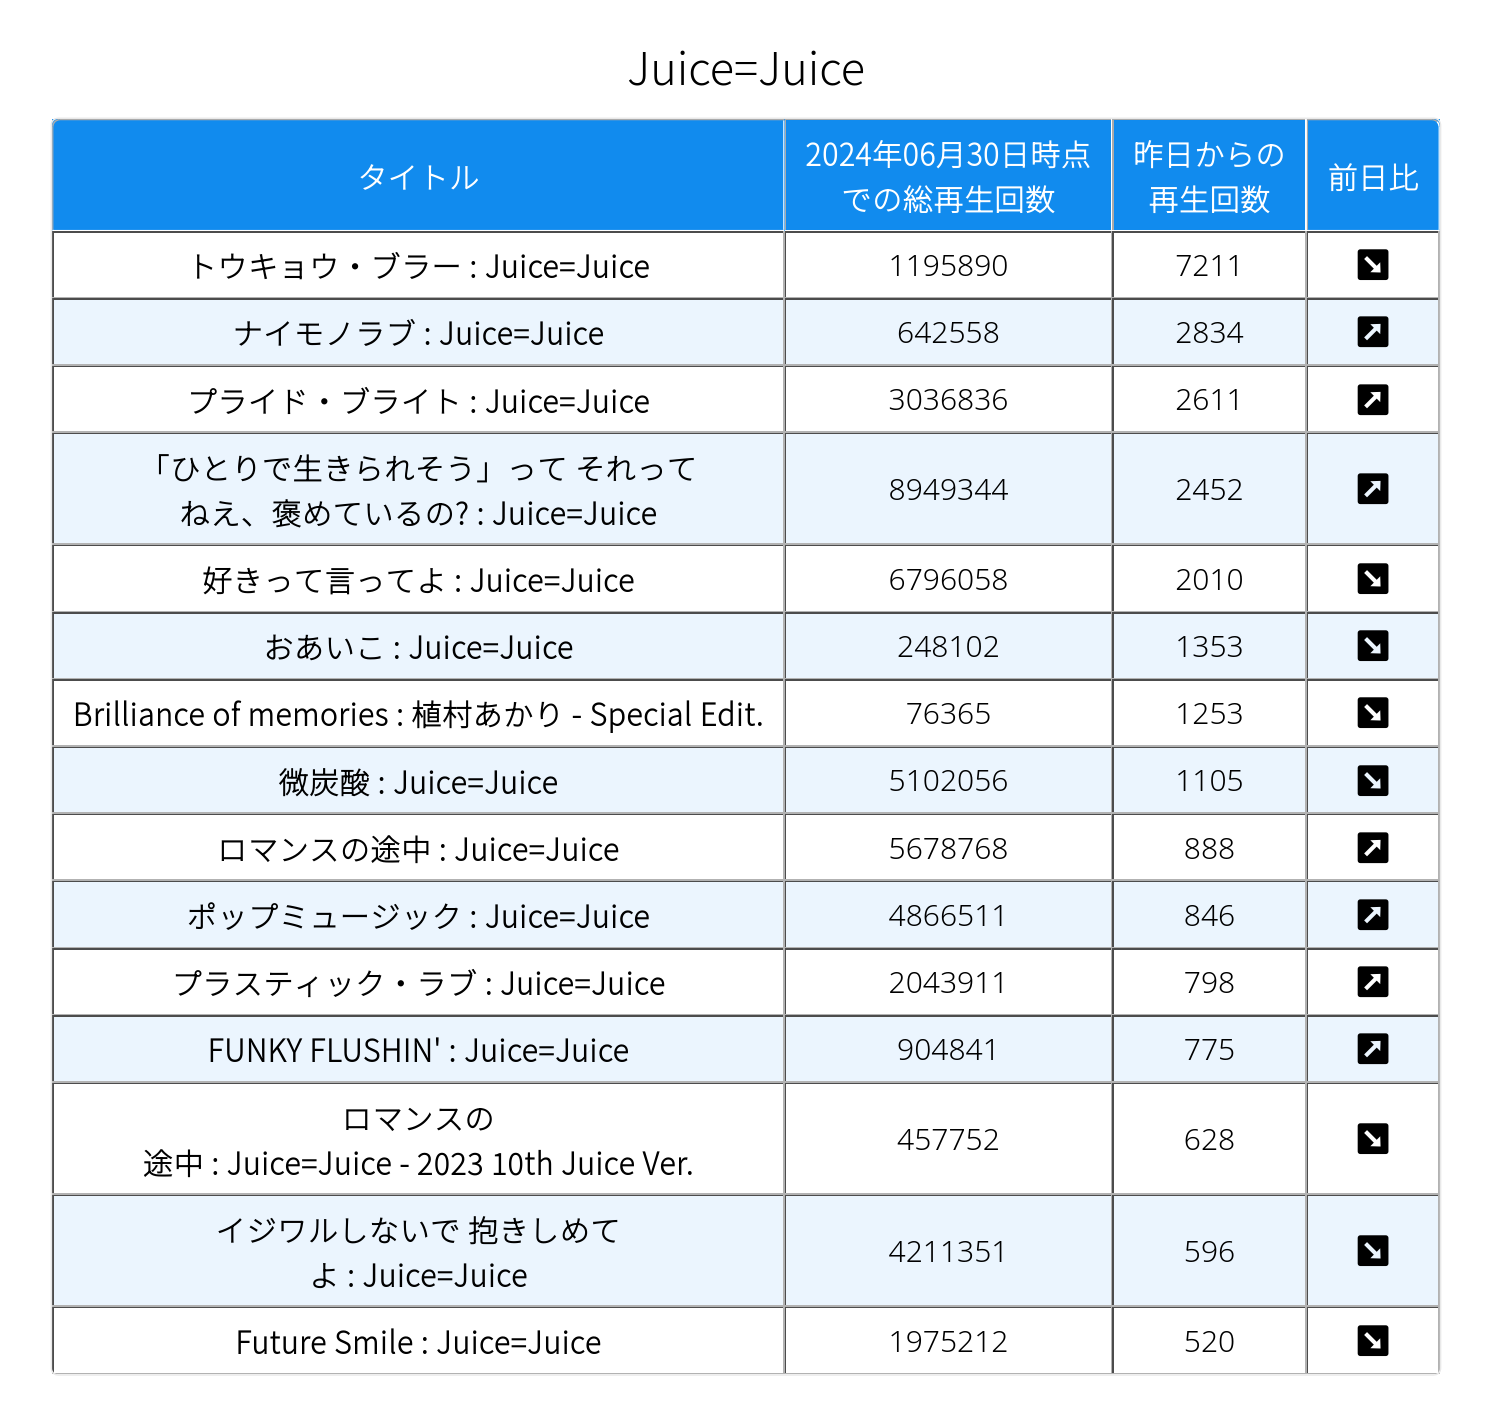 Juice=Juice
タイトル
2024年06月30日時点
での総再生回数
昨日からの
再生回数
前日比
トウキョウ・ブラー : Juice=Juice
1195890
7211
ナイモノラブ : Juice=Juice
642558
2834
プライド・ブライト : Juice=Juice
3036836
2611
「ひとりで生きられそう」って それって
ねえ、褒めているの? : Juice=Juice
8949344
2452
好きって言ってよ : Juice=Juice
6796058
2010
おあいこ : Juice=Juice
248102
1353
Brilliance of memories : 植村あかり - Special Edit.
76365
1253
微炭酸 : Juice=Juice
5102056
1105
ロマンスの途中 : Juice=Juice
5678768
888
ポップミュージック : Juice=Juice
4866511
846
プラスティック・ラブ : Juice=Juice
2043911
798
FUNKY FLUSHIN' : Juice=Juice
904841
775
ロマンスの
途中 : Juice=Juice - 2023 10th Juice Ver.
457752
628
イジワルしないで 抱きしめて
よ : Juice=Juice
4211351
596
Future Smile : Juice=Juice
1975212
520